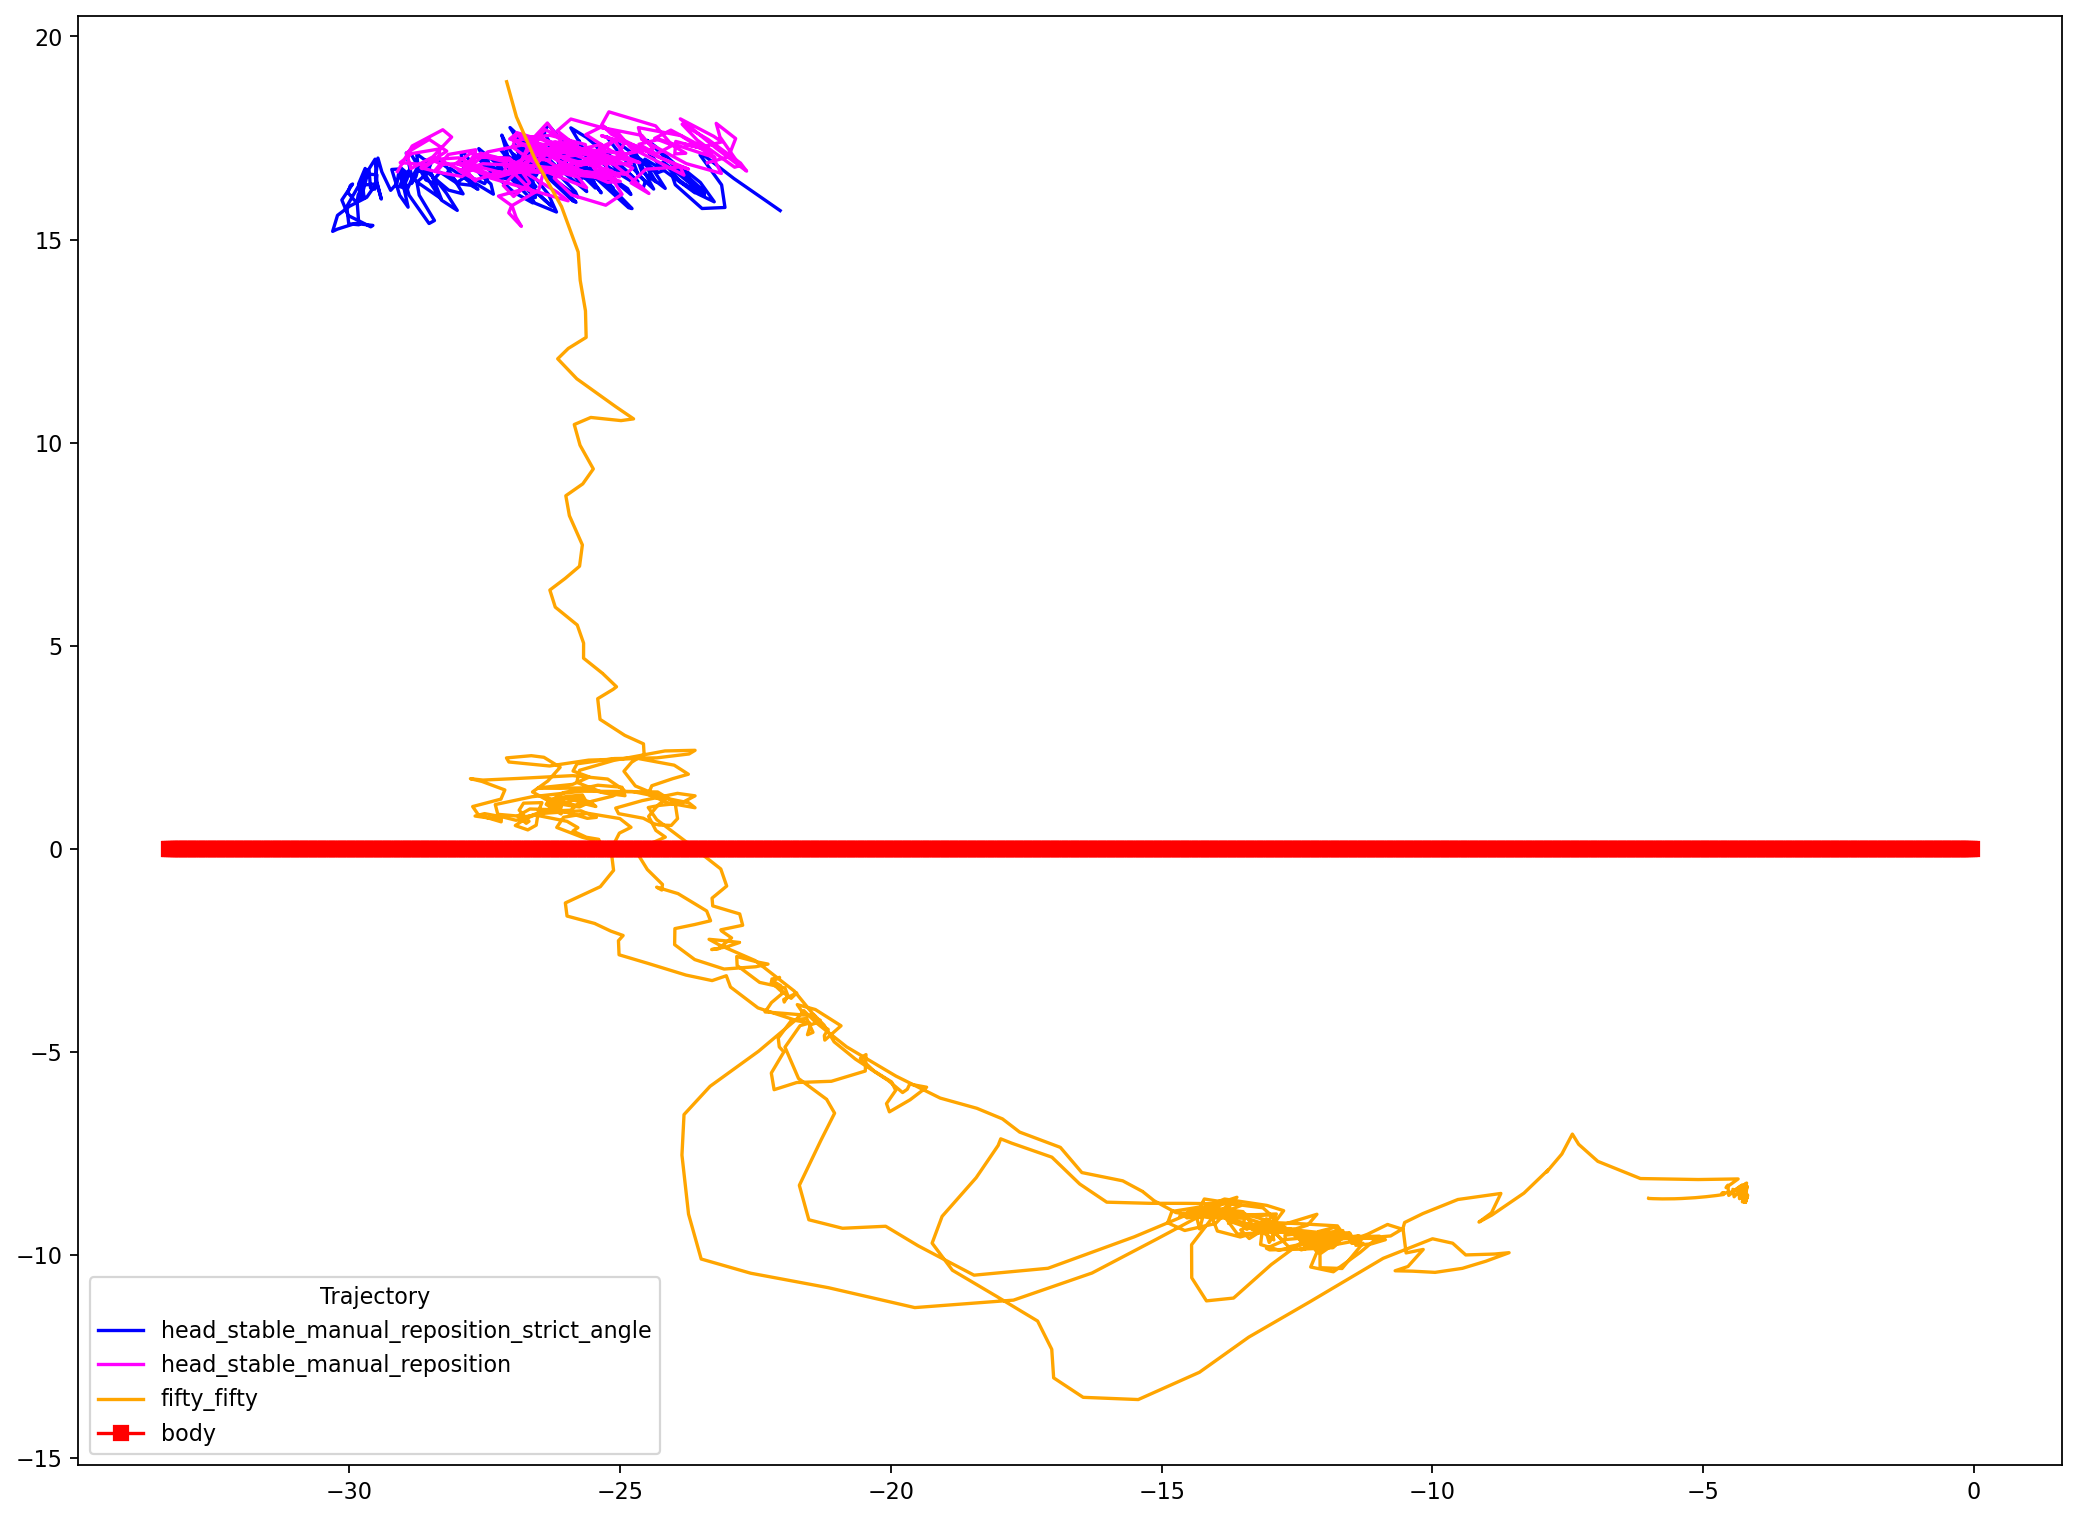 20
15
10
5
0
−5
−10
−15
Trajectory
head_stable_manual_reposition_strict_angle
head_stable_manual_reposition
fifty_fifty
body
−30 −25 −20 −15 −10 −5 0